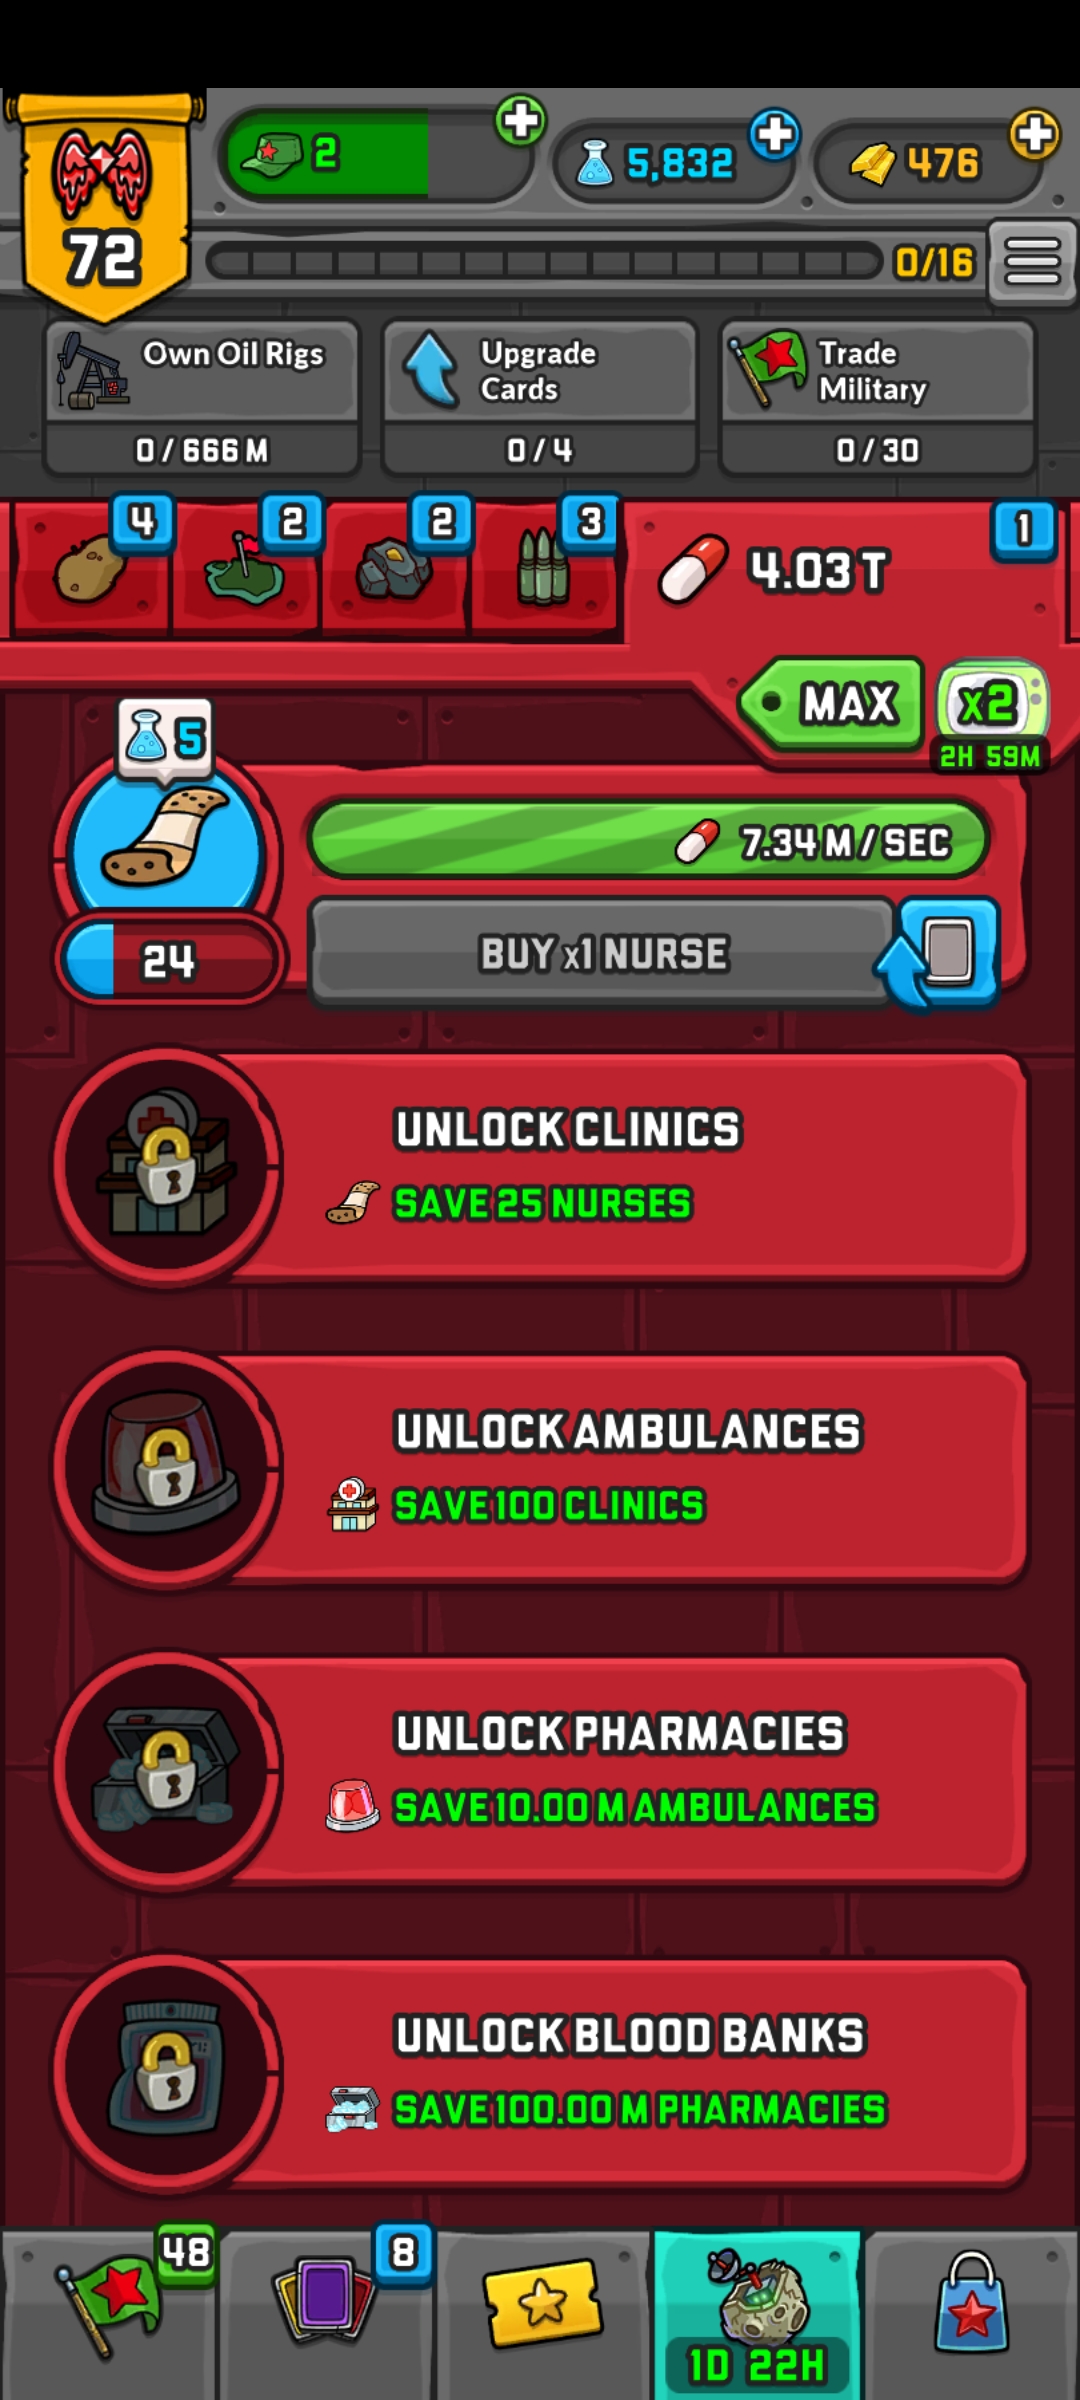 72
2
5,832
476
0/16
Own Oil Rigs
0 / 666 M
Upgrade
Cards
0 / 4
Trade
Military
0 / 30
4
2
2
3
4.03 T
1
MAX
x2
2H 59M
5
7.34 M / SEC
24
BUY x1 NURSE
UNLOCK CLINICS
SAVE 25 NURSES
UNLOCK AMBULANCES
SAVE 100 CLINICS
UNLOCK PHARMACIES
SAVE 10.00 M AMBULANCES
UNLOCK BLOOD BANKS
SAVE 100.00 M PHARMACIES
48
8
1D 22H